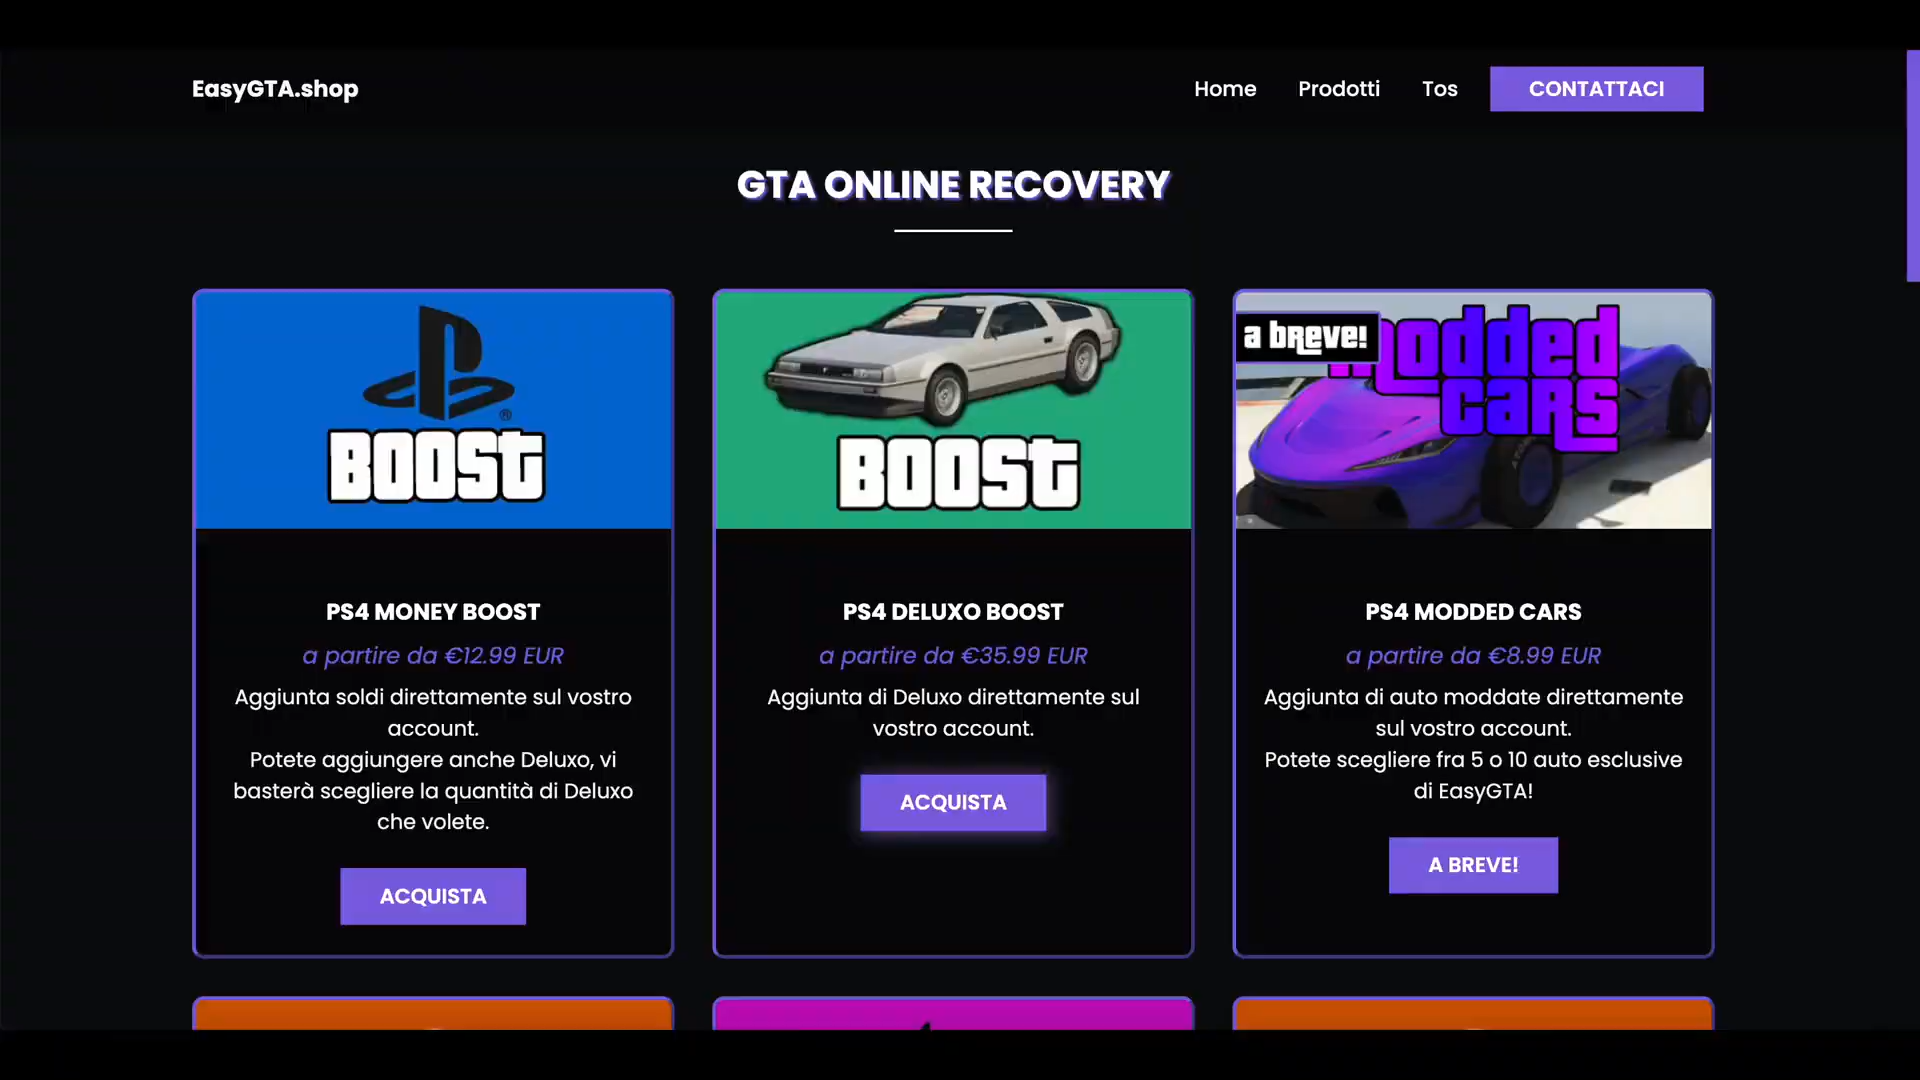 EasyGTA.shop
Home
Prodotti
Tos
CONTATTACI
GTA ONLINE RECOVERY
®
BOOST
PS4 MONEY BOOST
a partire da €12.99 EUR
Aggiunta soldi direttamente sul vostro
account.
Potete aggiungere anche Deluxo, vi
basterà scegliere la quantità di Deluxo
che volete.
ACQUISTA
BOOST
PS4 DELUXO BOOST
a partire da €35.99 EUR
Aggiunta di Deluxo direttamente sul
vostro account.
ACQUISTA
a breve!
modded
cars
PS4 MODDED CARS
a partire da €8.99 EUR
Aggiunta di auto moddate direttamente
sul vostro account.
Potete scegliere fra 5 o 10 auto esclusive
di EasyGTA!
A BREVE!